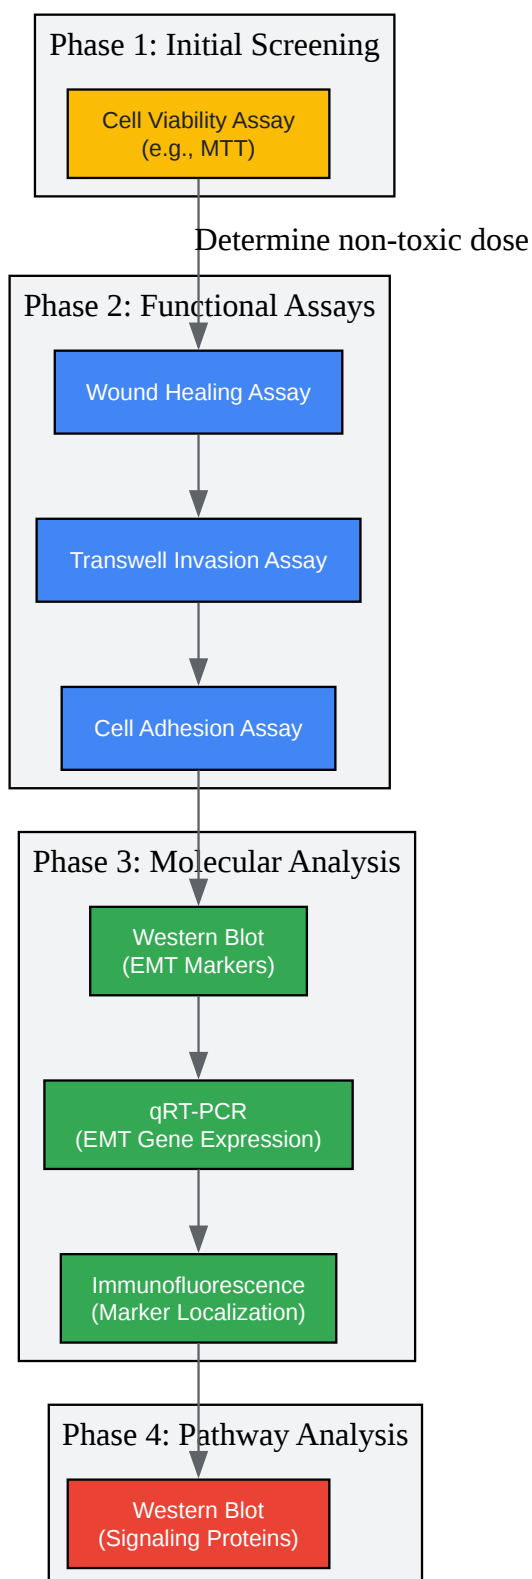 Phase 1: Initial Screening
Cell Viability Assay
(e.g., MTT)
Determine non-toxic dose
Phase 2: Functional Assays
Wound Healing Assay
Transwell Invasion Assay
Cell Adhesion Assay
Phase 3: Molecular Analysis
Western Blot
(EMT Markers)
qRT-PCR
(EMT Gene Expression)
Immunofluorescence
(Marker Localization)
Phase 4: Pathway Analysis
Western Blot
(Signaling Proteins)